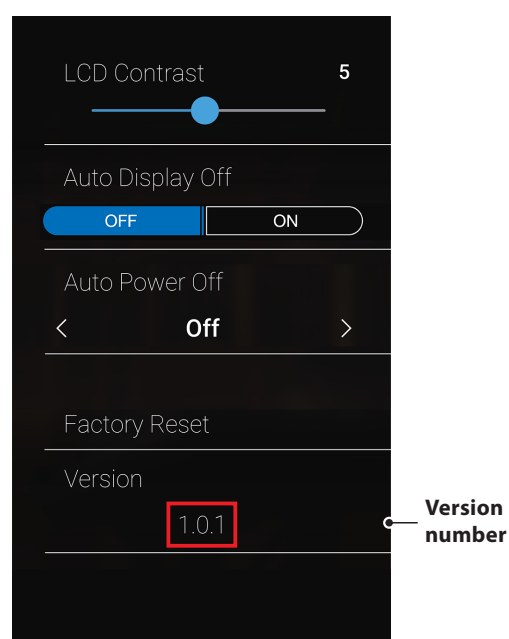 LCD Contrast 5
Auto Display Off
OFF ON
Auto Power Off
< Off >
Factory Reset
Version
1.0.1
Version
number